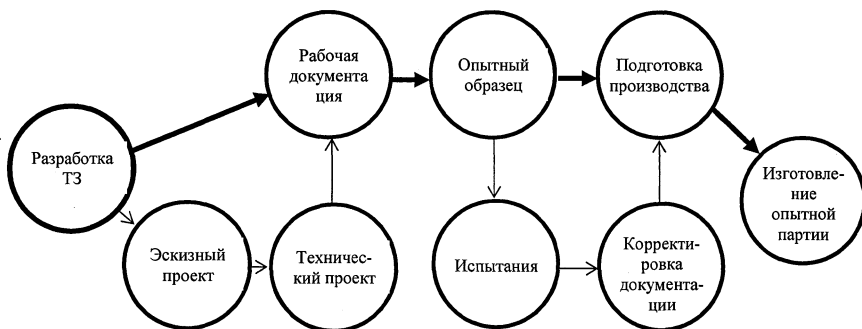 Рабочая
документа
ция
Опытный
образец
Подготовка
производства
Разработка
ТЗ
Изготовле-
ние
опытной
партии
Эскизный
проект
Техничес-
кий проект
Испытания
Корректи-
ровка
документа-
ции